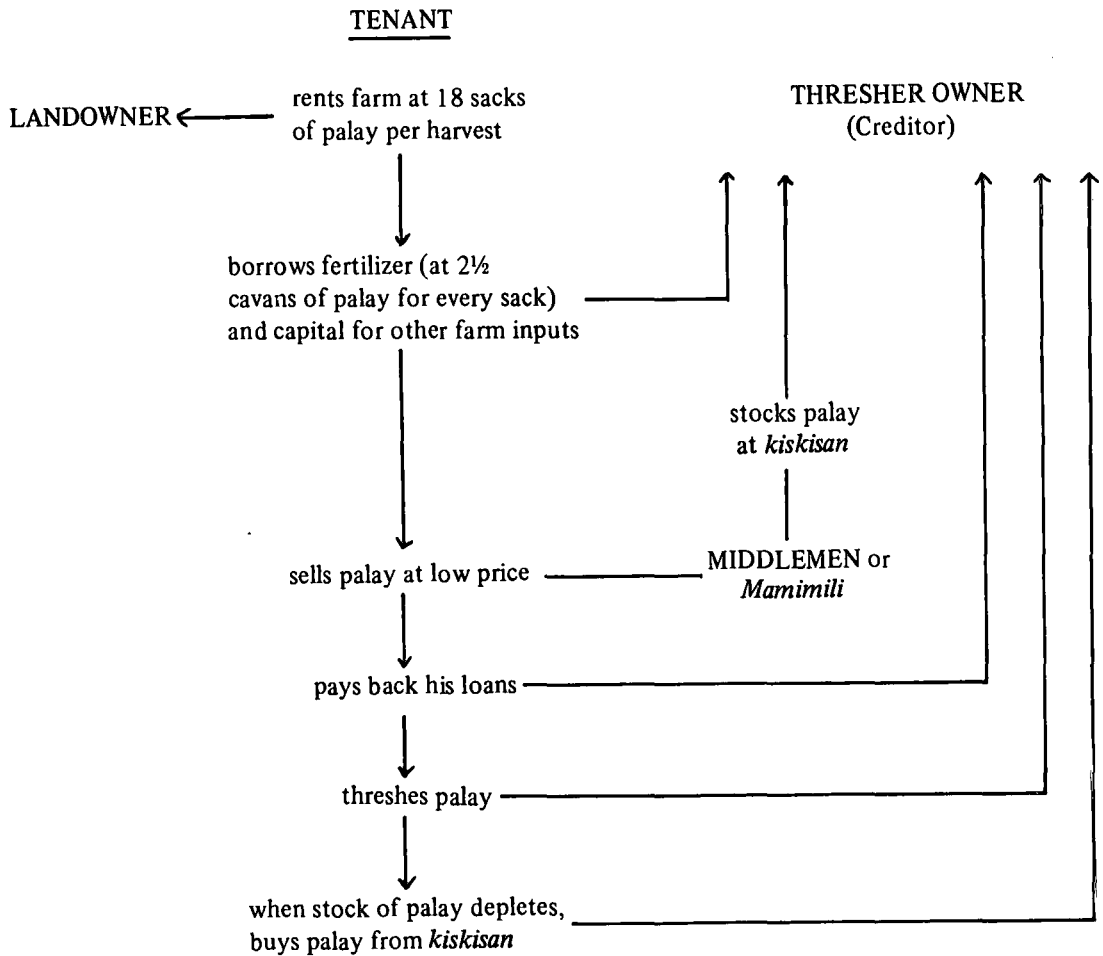 TENANT
LANDOWNER
rents farm at 18 sacks
of palay per harvest
THRESHER OWNER
(Creditor)
borrows fertilizer (at 2½
cavans of palay for every sack)
and capital for other farm inputs
stocks palay
at kiskisan
sells palay at low price
MIDDLEMEN or
Mamimili
pays back his loans
threshes palay
when stock of palay depletes,
buys palay from kiskisan